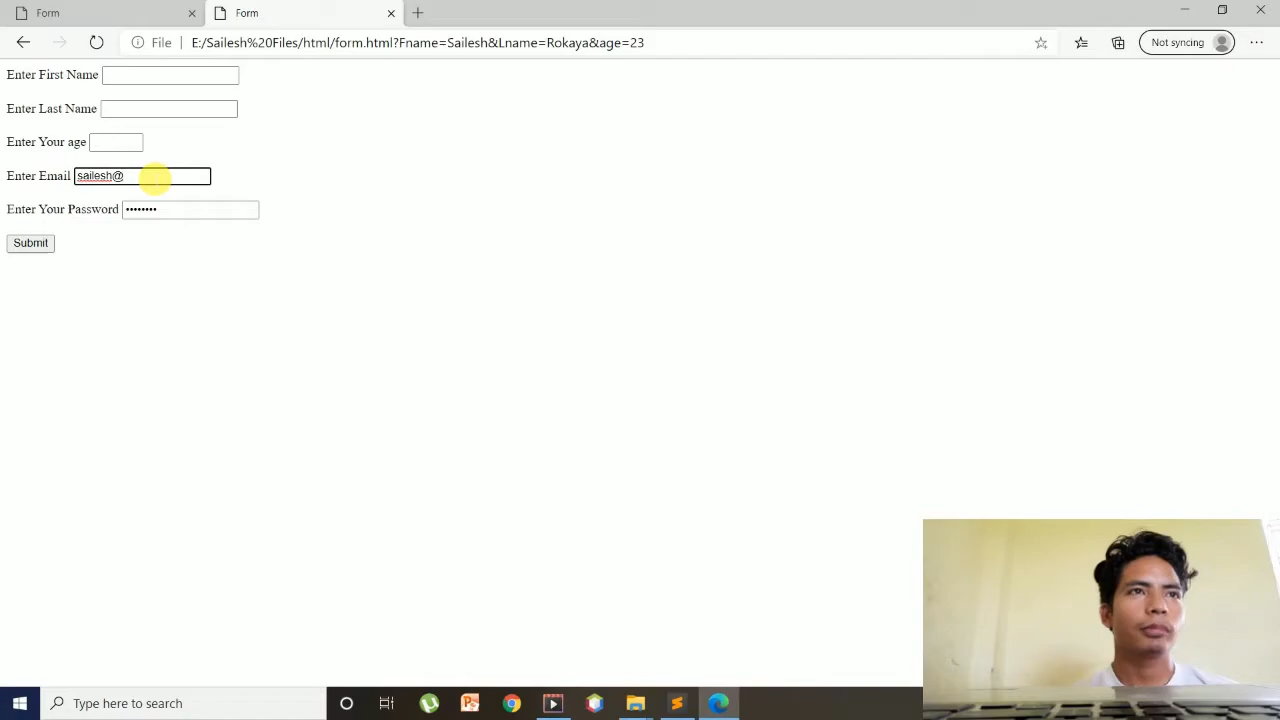 Form
Form
File
E:/Sailesh%20Files/html/form.html?Fname=Sailesh&Lname=Rokaya&age=23
Not syncing
Enter First Name
Enter Last Name
Enter Your age
Enter Email sailesh@
Enter Your Password ••••••••
Submit
Type here to search